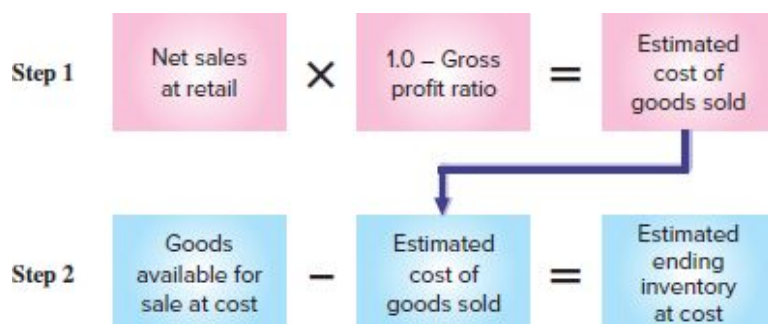 Step 1
Net sales
at retail
×
1.0 – Gross
profit ratio
=
Estimated
cost of
goods sold
Step 2
Goods
available for
sale at cost
–
Estimated
cost of
goods sold
=
Estimated
ending
inventory
at cost